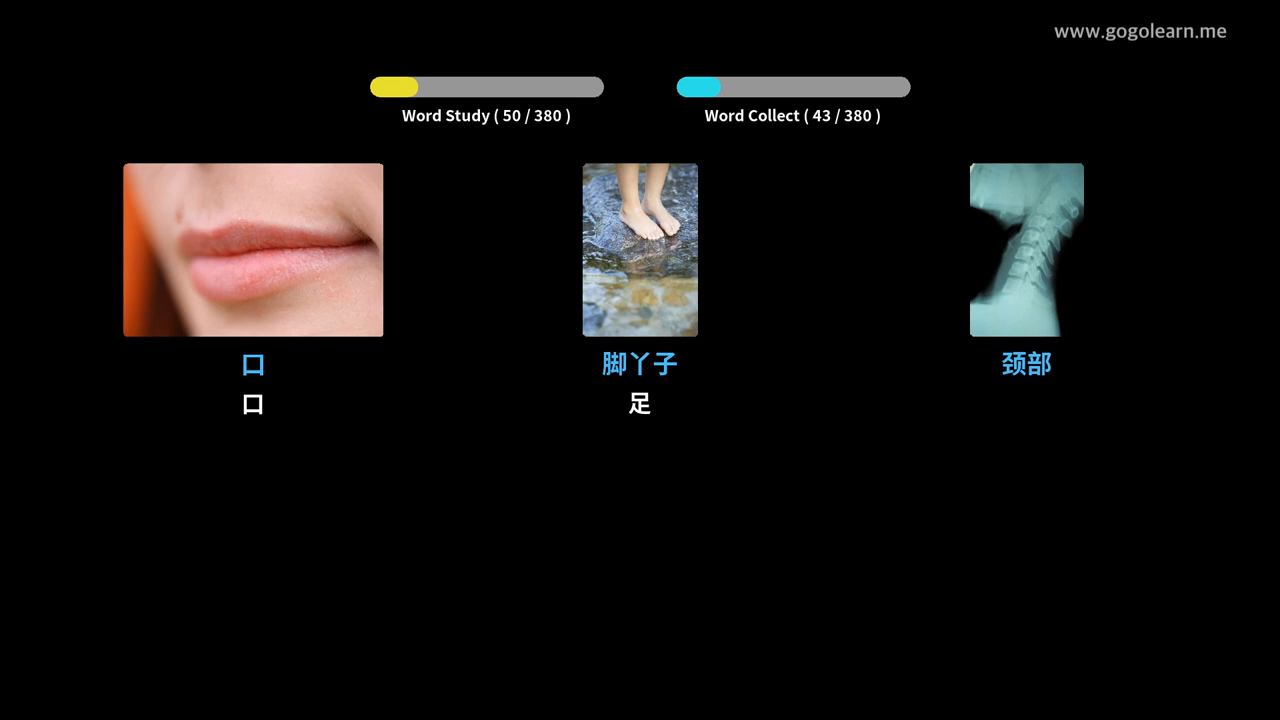 www.gogolearn.me
Word Study ( 50 / 380 )
Word Collect ( 43 / 380 )
口
脚丫子
颈部
口
足